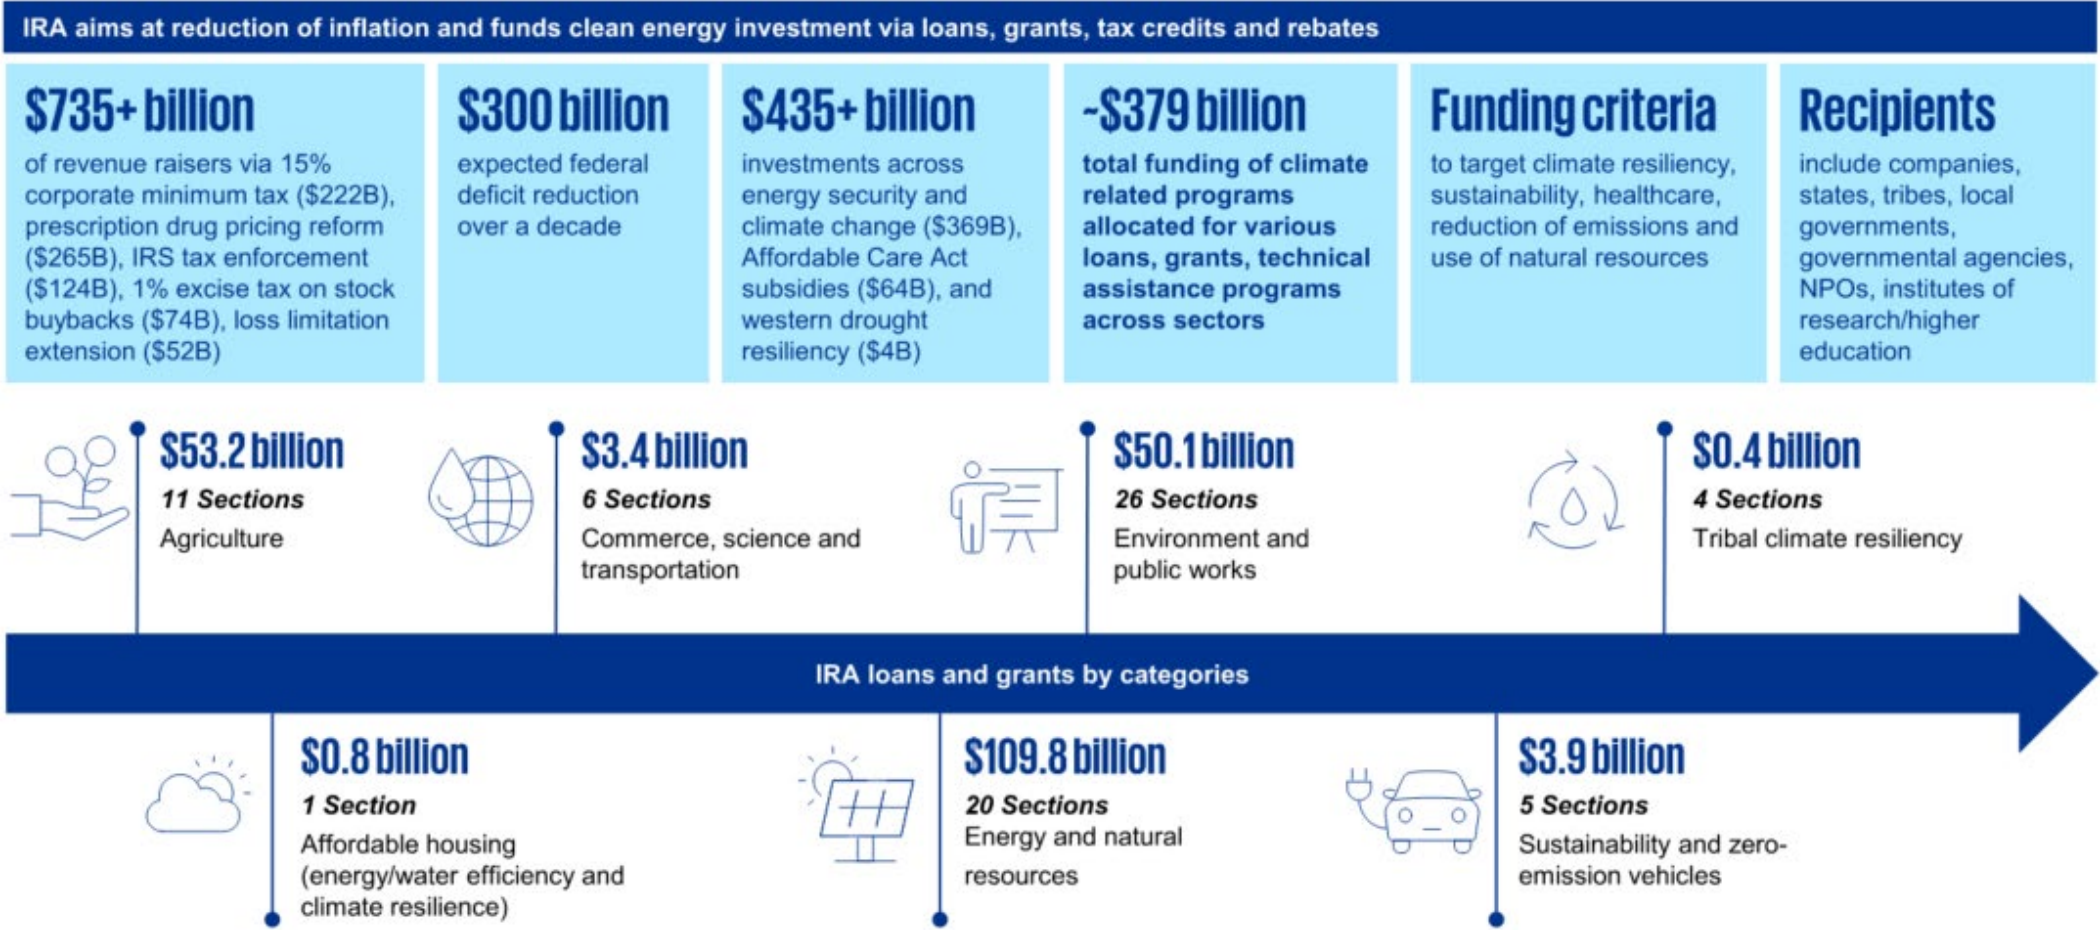 IRA aims at reduction of inflation and funds clean energy investment via loans, grants, tax credits and rebates
$735+ billion
of revenue raisers via 15%
corporate minimum tax ($222B),
prescription drug pricing reform
($265B), IRS tax enforcement
($124B), 1% excise tax on stock
buybacks ($74B), loss limitation
extension ($52B)
$300 billion
expected federal
deficit reduction
over a decade
$435+ billion
investments across
energy security and
climate change ($369B),
Affordable Care Act
subsidies ($64B), and
western drought
resiliency ($4B)
~$379 billion
total funding of climate
related programs
allocated for various
loans, grants, technical
assistance programs
across sectors
Funding criteria
to target climate resiliency,
sustainability, healthcare,
reduction of emissions and
use of natural resources
Recipients
include companies,
states, tribes, local
governments,
governmental agencies,
NPOs, institutes of
research/higher
education
$53.2 billion
11 Sections
Agriculture
$3.4 billion
6 Sections
Commerce, science and
transportation
$50.1 billion
26 Sections
Environment and
public works
$0.4 billion
4 Sections
Tribal climate resiliency
IRA loans and grants by categories
$0.8 billion
1 Section
Affordable housing
(energy/water efficiency and
climate resilience)
$109.8 billion
20 Sections
Energy and natural
resources
$3.9 billion
5 Sections
Sustainability and zero-
emission vehicles